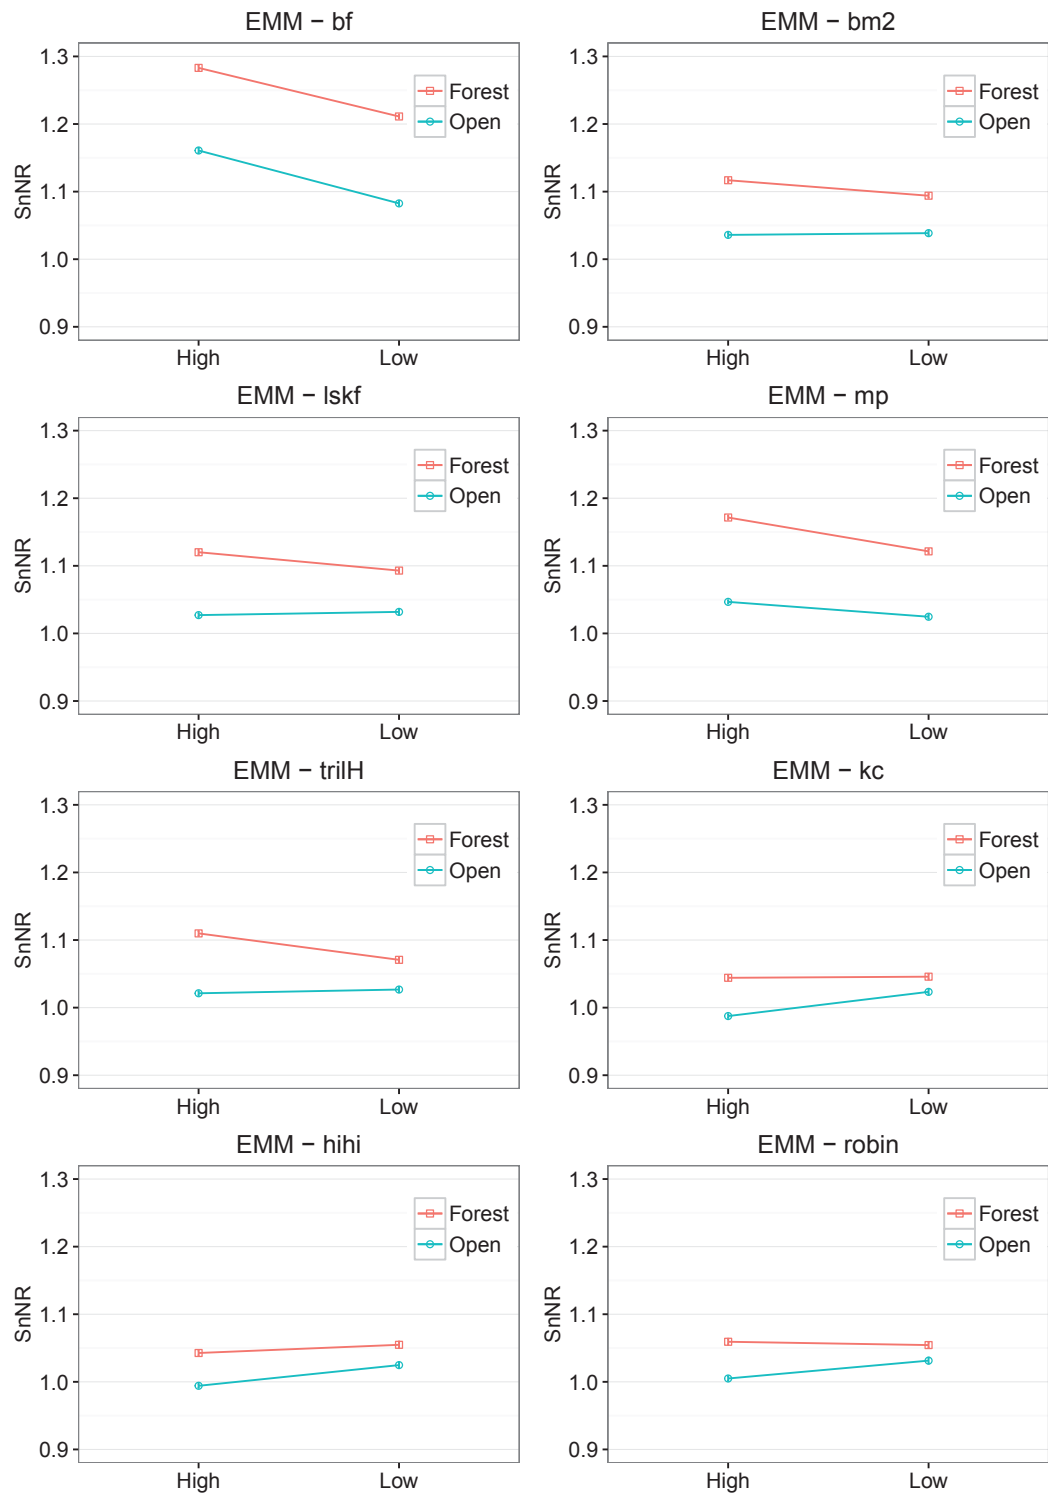 EMM − bf
1.3
1.2
1.1
1.0
0.9
SnNR
Forest
Open
High Low
EMM − bm2
1.3
1.2
1.1
1.0
0.9
SnNR
Forest
Open
High Low
EMM − lskf
1.3
1.2
1.1
1.0
0.9
SnNR
Forest
Open
High Low
EMM − mp
1.3
1.2
1.1
1.0
0.9
SnNR
Forest
Open
High Low
EMM − trilH
1.3
1.2
1.1
1.0
0.9
SnNR
Forest
Open
High Low
EMM − kc
1.3
1.2
1.1
1.0
0.9
SnNR
Forest
Open
High Low
EMM − hihi
1.3
1.2
1.1
1.0
0.9
SnNR
Forest
Open
High Low
EMM − robin
1.3
1.2
1.1
1.0
0.9
SnNR
Forest
Open
High Low